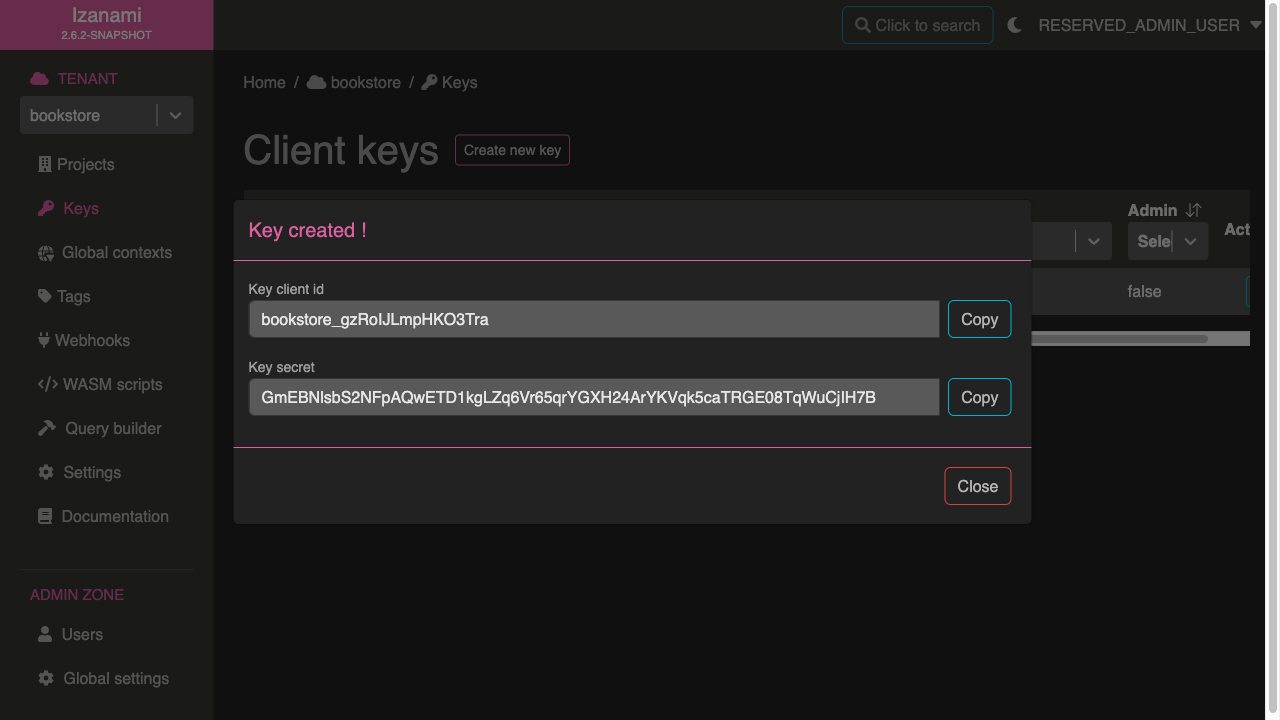 Izanami
2.6.2-SNAPSHOT
Click to search
RESERVED_ADMIN_USER
TENANT
bookstore
Projects
Keys
Global contexts
Tags
Webhooks
WASM scripts
Query builder
Settings
Documentation
ADMIN ZONE
Users
Global settings
Home / bookstore / Keys
Client keys
Create new key
Admin
Sele
Act
false
Key created !
Key client id
bookstore_gzRoIJLmpHKO3Tra
Copy
Key secret
GmEBNlsbS2NFpAQwETD1kgLZq6Vr65qrYGXH24ArYKVqk5caTRGE08TqWuCjIH7B
Copy
Close